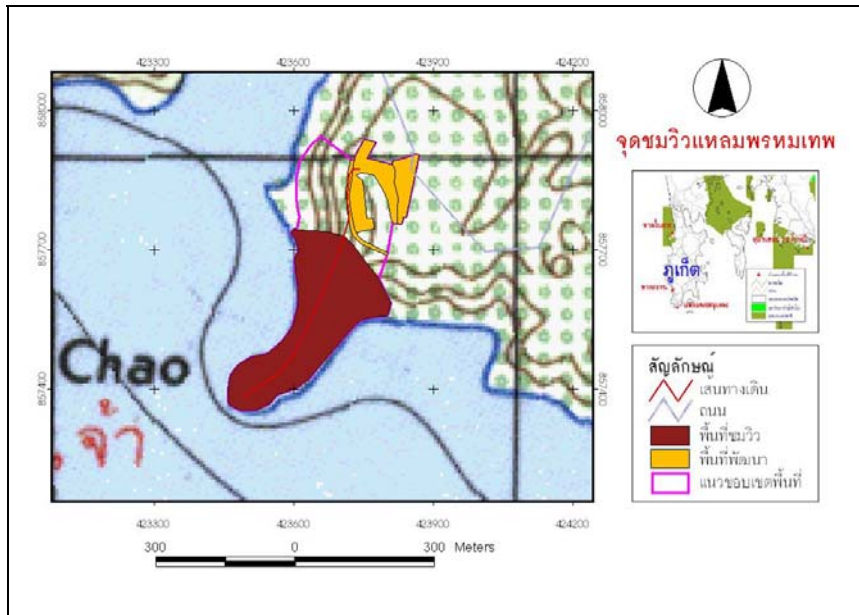 423300 423600 423900 424200
868000 868000
จุดชมวิวแหลมพรหมเทพ
857700 857700
ภูเก็ต
Chao
จ้า
857400 857400
สัญลักษณ์
เส้นทางเดิน
ถนน
พื้นที่ชมวิว
พื้นที่พัฒนา
แนวขอบเขตพื้นที่
423300 423600 423900 424200
300 0 300 Meters